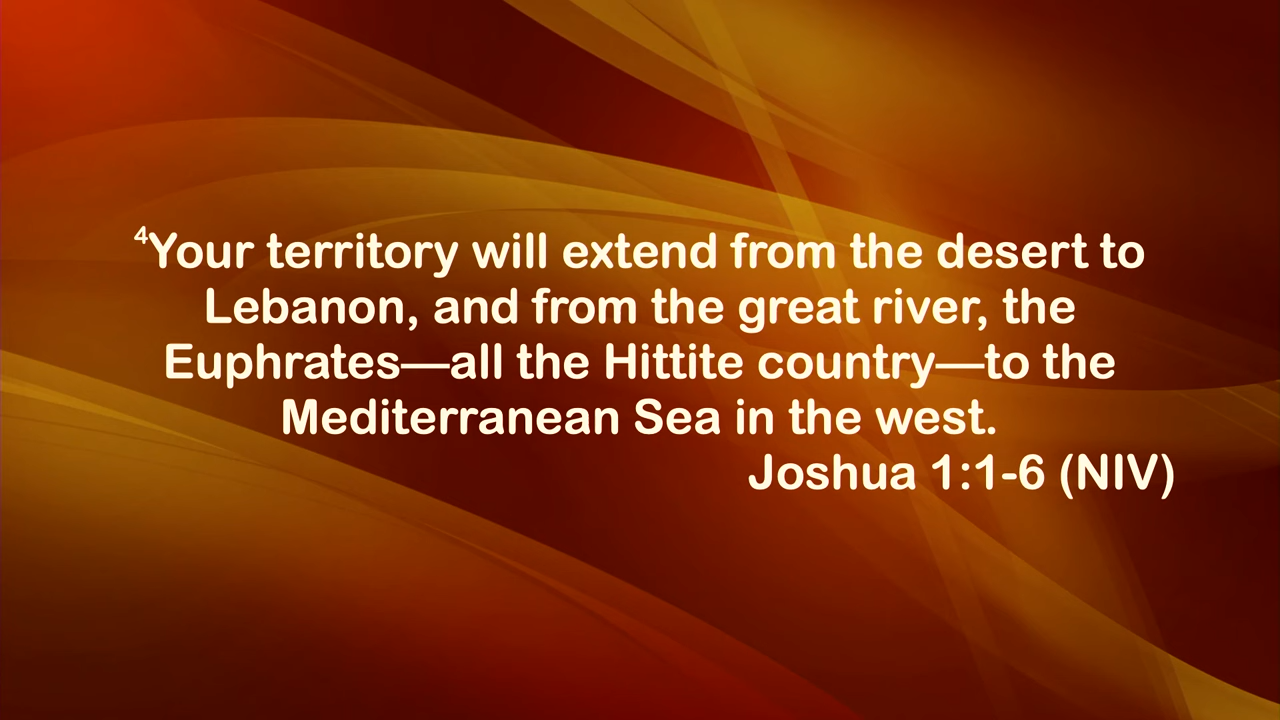 ⁴Your territory will extend from the desert to
Lebanon, and from the great river, the
Euphrates—all the Hittite country—to the
Mediterranean Sea in the west.
Joshua 1:1-6 (NIV)